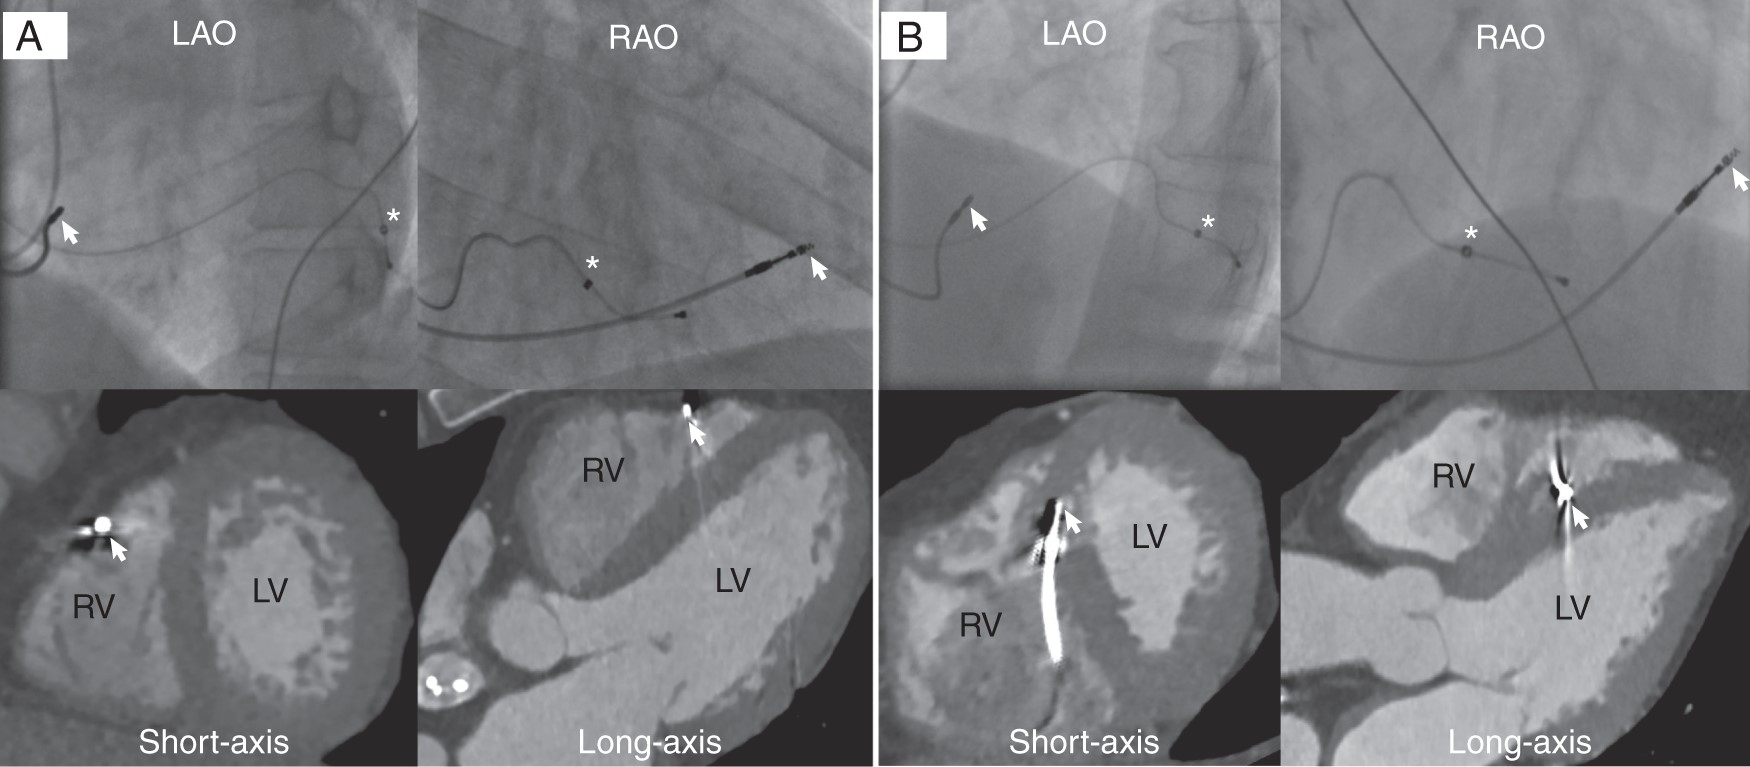 A
LAO
RAO
*
*
RV
LV
Short-axis
RV
LV
Long-axis
B
LAO
RAO
*
*
RV
LV
Short-axis
RV
LV
Long-axis